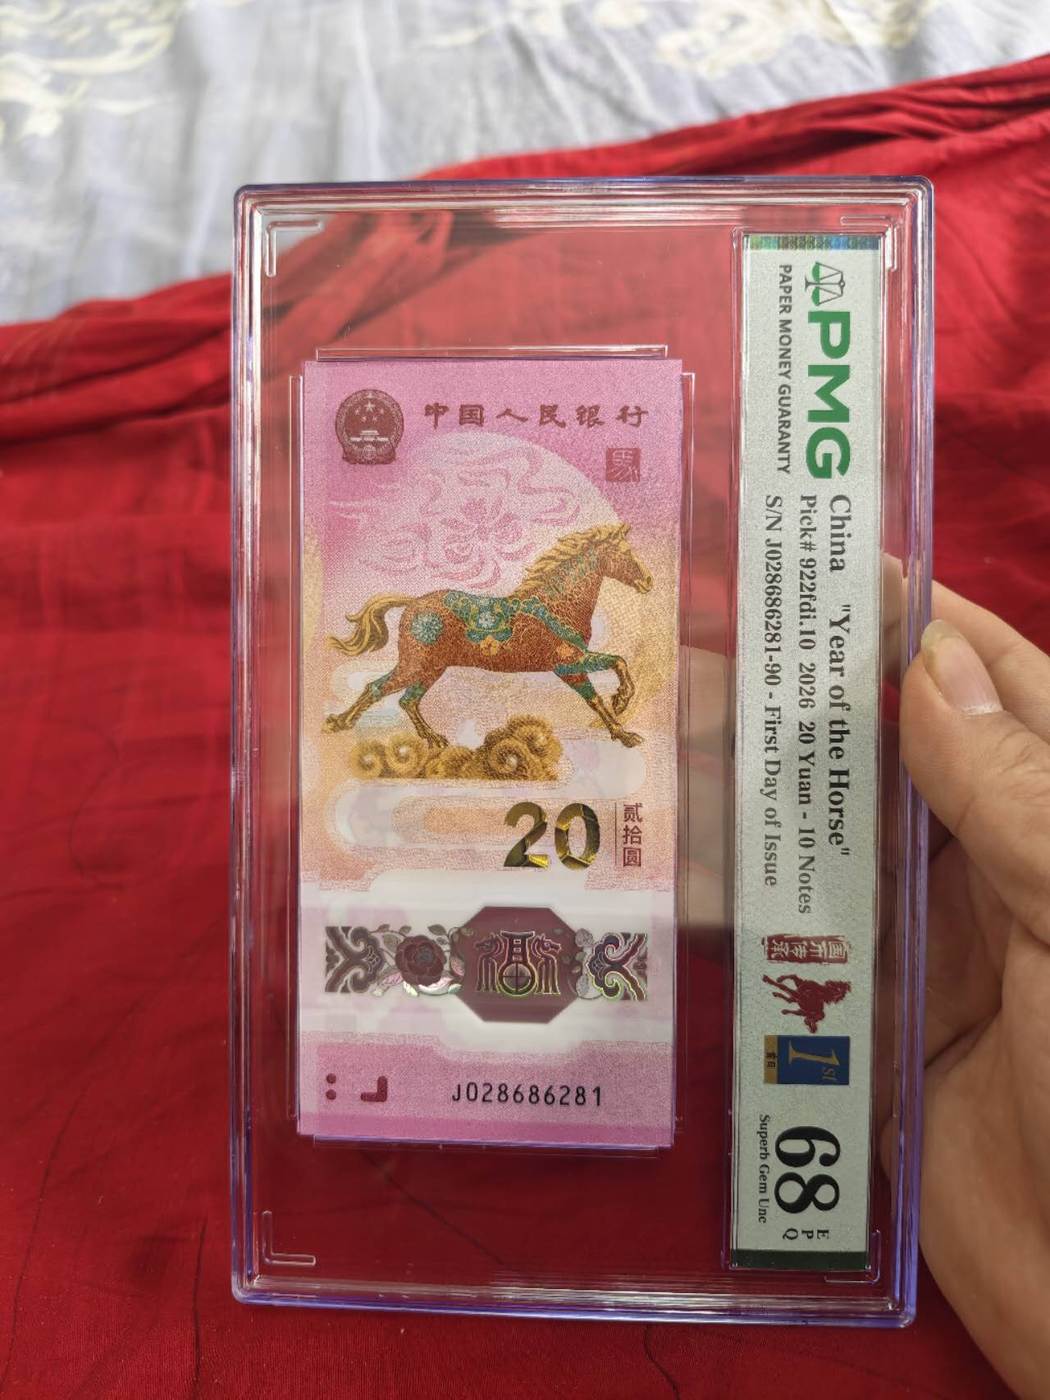 中国人民银行
20
贰拾圆
J028686281
PMG
PAPER MONEY GUARANTY
China "Year of the Horse"
Pick# 922fdi.10 2026 20 Yuan - 10 Notes
S/N J028686281-90 - First Day of Issue
1st
首日
68
EPQ
Superb Gem Unc